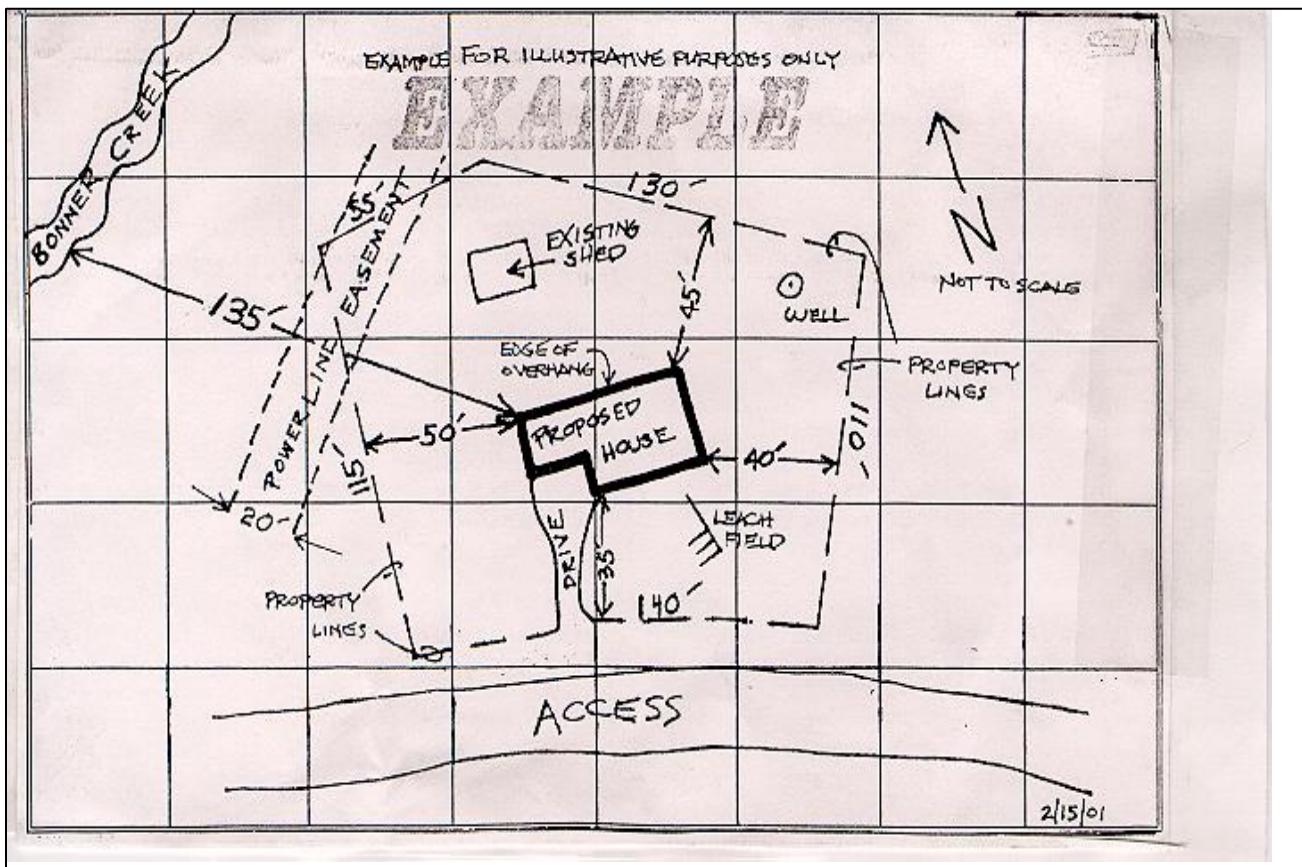 EXAMPLE FOR ILLUSTRATIVE PURPOSES ONLY
EXAMPLE
BONNER CREEK
55'
POWER LINE EASEMENT
130'
EXISTING
SHED
N
NOT TO SCALE
WELL
45'
135'
EDGE OF
OVERHANG
PROPERTY
LINES
PROPOSED
HOUSE
50'
40'
110'
115'
20'
DRIVE
35'
LEACH
FIELD
140'
PROPERTY
LINES
ACCESS
2/15/01